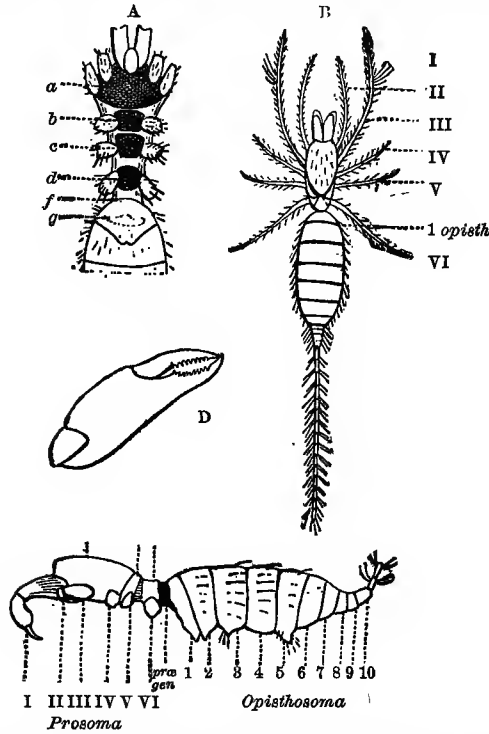 A
B
a
b
c
d
f
g
I
II
III
IV
V
1 opisth
VI
D
præ
gen
1 2 3 4 5 6 7 8 9 10
I II III IV V VI
Opisthosoma
Prosoma